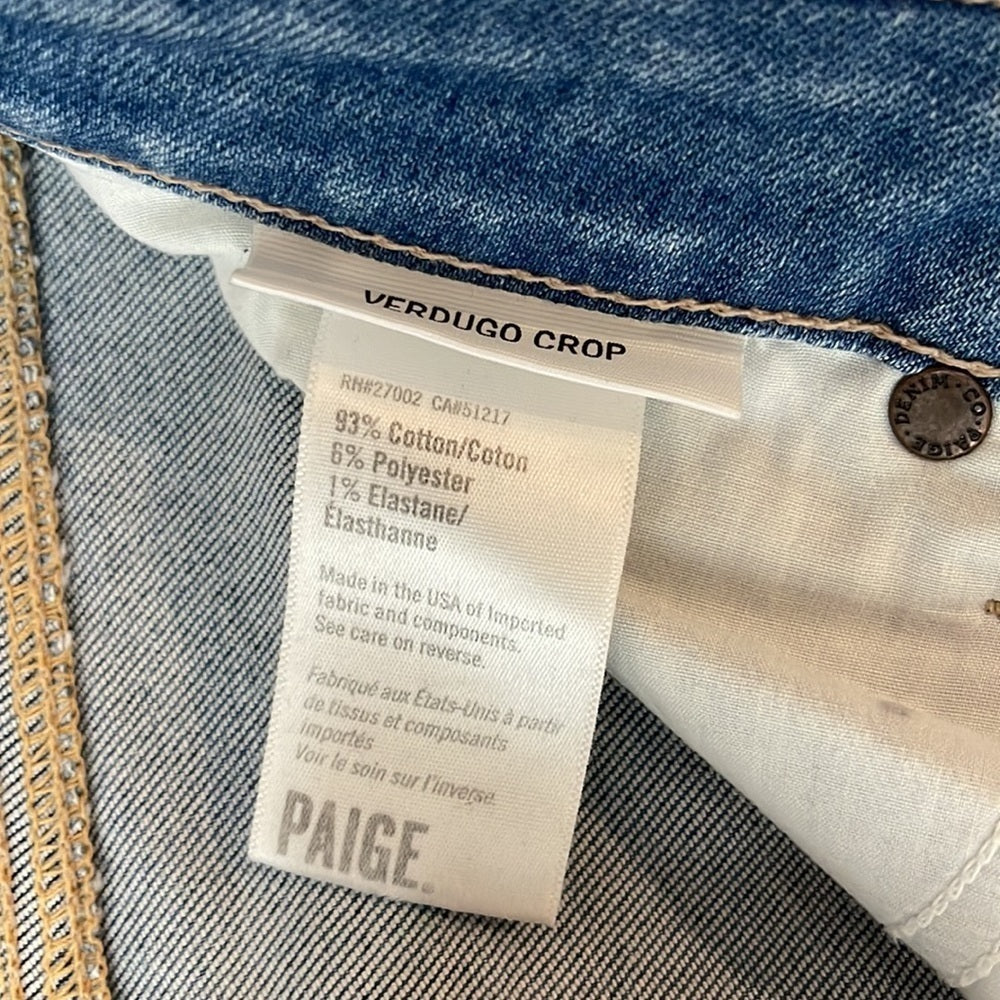 VERDUGO CROP
RN#27002 CA#51217
93% Cotton/Coton
6% Polyester
1% Elastane/
Élasthanne
Made in the USA of Imported
fabric and components.
See care on reverse.
Fabriqué aux États-Unis à partir
de tissus et composants
importés
Voir le soin sur l'inverse.
PAIGE.
DENIM · CO · PAIGE ·